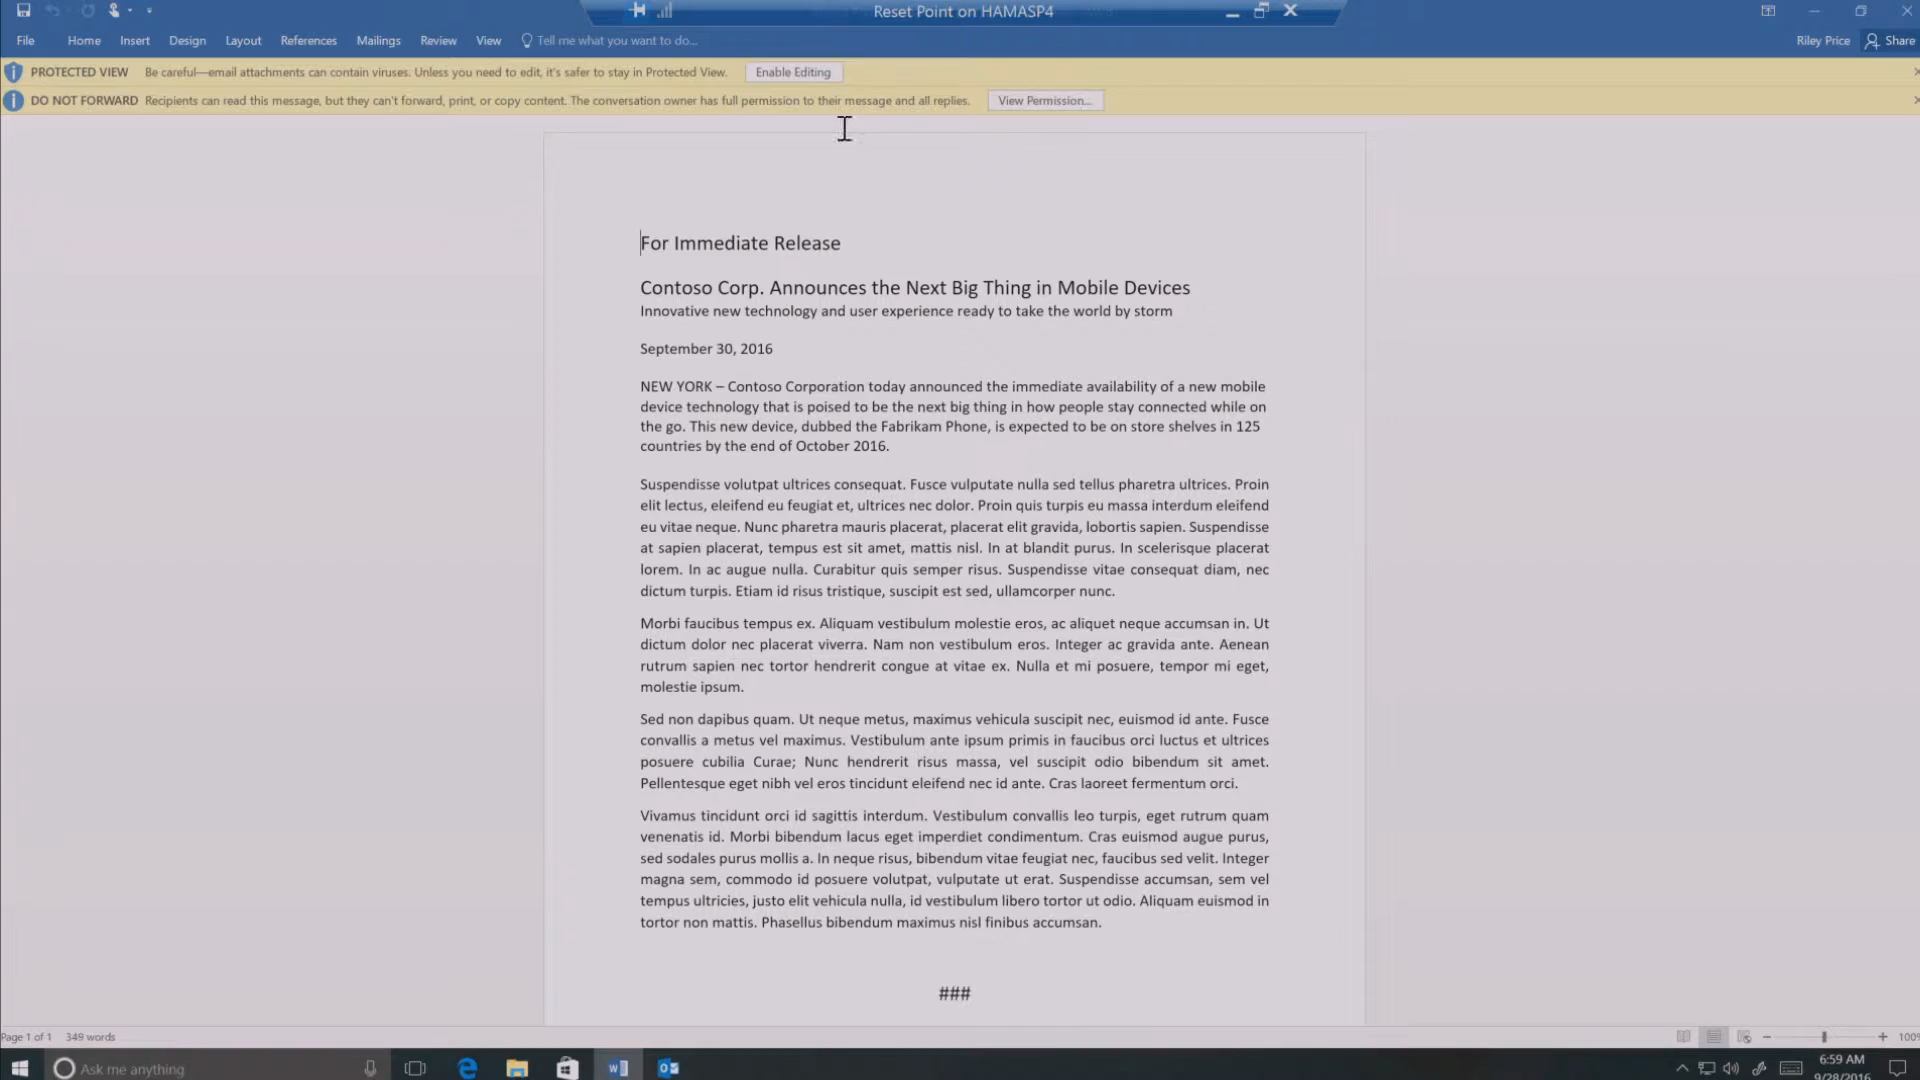 Reset Point on HAMASP4
File Home Insert Design Layout References Mailings Review View Tell me what you want to do... Riley Price Share
PROTECTED VIEW Be careful—email attachments can contain viruses. Unless you need to edit, it's safer to stay in Protected View. Enable Editing
DO NOT FORWARD Recipients can read this message, but they can't forward, print, or copy content. The conversation owner has full permission to their message and all replies. View Permission...
For Immediate Release
Contoso Corp. Announces the Next Big Thing in Mobile Devices
Innovative new technology and user experience ready to take the world by storm
September 30, 2016
NEW YORK – Contoso Corporation today announced the immediate availability of a new mobile
device technology that is poised to be the next big thing in how people stay connected while on
the go. This new device, dubbed the Fabrikam Phone, is expected to be on store shelves in 125
countries by the end of October 2016.
Suspendisse volutpat ultrices consequat. Fusce vulputate nulla sed tellus pharetra ultrices. Proin
elit lectus, eleifend eu feugiat et, ultrices nec dolor. Proin quis turpis eu massa interdum eleifend
eu vitae neque. Nunc pharetra mauris placerat, placerat elit gravida, lobortis sapien. Suspendisse
at sapien placerat, tempus est sit amet, mattis nisl. In at blandit purus. In scelerisque placerat
lorem. In ac augue nulla. Curabitur quis semper risus. Suspendisse vitae consequat diam, nec
dictum turpis. Etiam id risus tristique, suscipit est sed, ullamcorper nunc.
Morbi faucibus tempus ex. Aliquam vestibulum molestie eros, ac aliquet neque accumsan in. Ut
dictum dolor nec placerat viverra. Nam non vestibulum eros. Integer ac gravida ante. Aenean
rutrum sapien nec tortor hendrerit congue at vitae ex. Nulla et mi posuere, tempor mi eget,
molestie ipsum.
Sed non dapibus quam. Ut neque metus, maximus vehicula suscipit nec, euismod id ante. Fusce
convallis a metus vel maximus. Vestibulum ante ipsum primis in faucibus orci luctus et ultrices
posuere cubilia Curae; Nunc hendrerit risus massa, vel suscipit odio bibendum sit amet.
Pellentesque eget nibh vel eros tincidunt eleifend nec id ante. Cras laoreet fermentum orci.
Vivamus tincidunt orci id sagittis interdum. Vestibulum convallis leo turpis, eget rutrum quam
venenatis id. Morbi bibendum lacus eget imperdiet condimentum. Cras euismod augue purus,
sed sodales purus mollis a. In neque risus, bibendum vitae feugiat nec, faucibus sed velit. Integer
magna sem, commodo id posuere volutpat, vulputate ut erat. Suspendisse accumsan, sem vel
tempus ultricies, justo elit vehicula nulla, id vestibulum libero tortor ut odio. Aliquam euismod in
tortor non mattis. Phasellus bibendum maximus nisl finibus accumsan.
###
Page 1 of 1 349 words 100%
Ask me anything 6:59 AM
9/28/2016